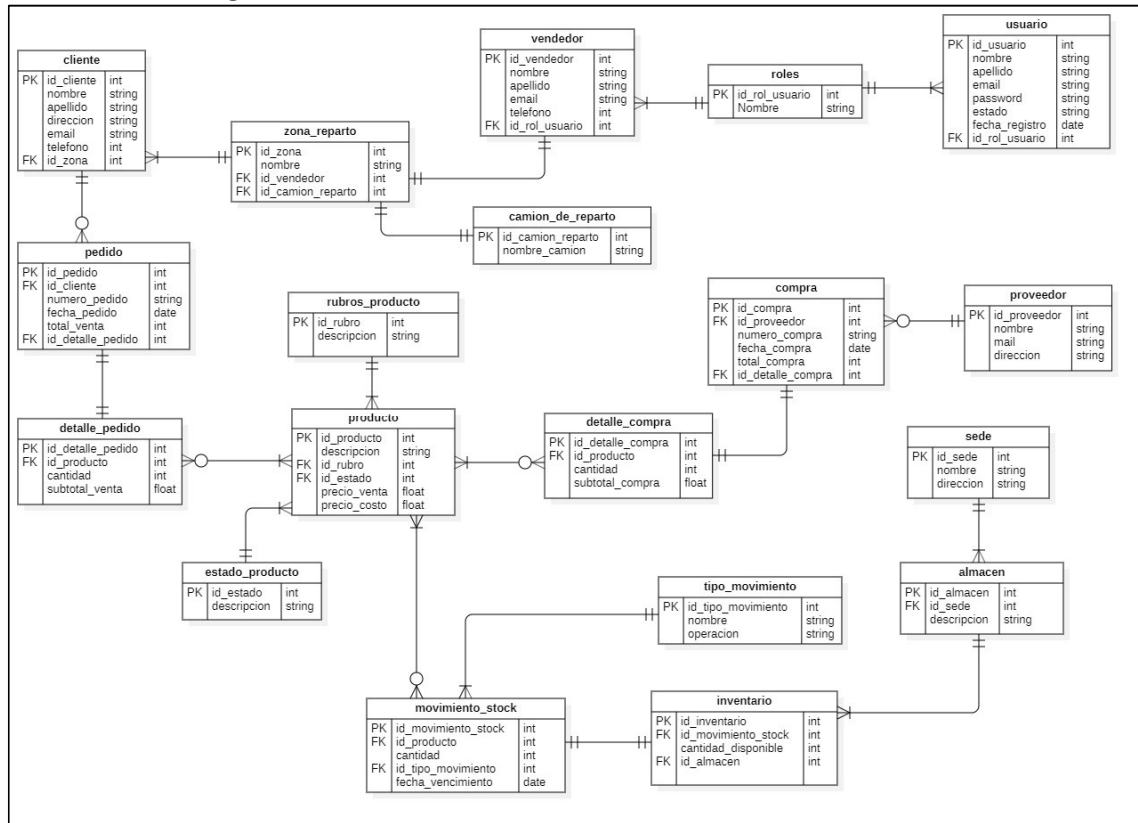 cliente
PK id_cliente int
nombre string
apellido string
direccion string
email string
telefono int
FK id_zona int
zona_reparto
PK id_zona int
nombre string
FK id_vendedor int
FK id_camion_reparto int
vendedor
PK id_vendedor int
nombre string
apellido string
email string
telefono int
FK id_rol_usuario int
roles
PK id_rol_usuario int
Nombre string
usuario
PK id_usuario int
nombre string
apellido string
email string
password string
estado string
fecha_registro date
FK id_rol_usuario int
camion_de_reparto
PK id_camion_reparto int
nombre_camion string
pedido
PK id_pedido int
FK id_cliente int
numero_pedido string
fecha_pedido date
total_venta int
FK id_detalle_pedido int
rubros_producto
PK id_rubro int
descripcion string
compra
PK id_compra int
FK id_proveedor int
numero_compra string
fecha_compra date
total_compra int
FK id_detalle_compra int
proveedor
PK id_proveedor int
nombre string
mail string
direccion string
detalle_pedido
PK id_detalle_pedido int
FK id_producto int
cantidad int
subtotal_venta float
producto
PK id_producto int
descripcion string
FK id_rubro int
FK id_estado int
precio_venta float
precio_costo float
detalle_compra
PK id_detalle_compra int
FK id_producto int
cantidad int
subtotal_compra float
sede
PK id_sede int
nombre string
direccion string
estado_producto
PK id_estado int
descripcion string
tipo_movimiento
PK id_tipo_movimiento int
nombre string
operacion string
almacen
PK id_almacen int
FK id_sede int
descripcion string
movimiento_stock
PK id_movimiento_stock int
FK id_producto int
cantidad int
FK id_tipo_movimiento int
fecha_vencimiento date
inventario
PK id_inventario int
FK id_movimiento_stock int
cantidad_disponible int
FK id_almacen int